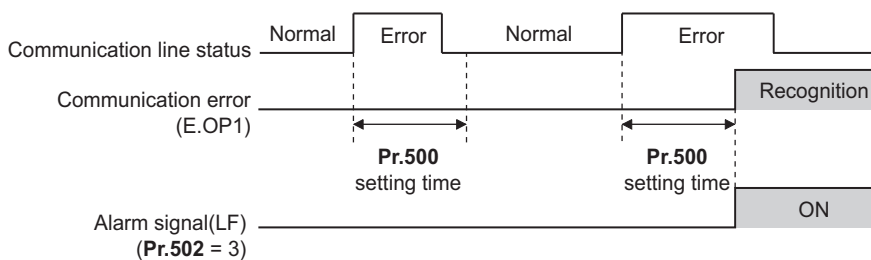 Normal
Error
Normal
Error
Communication line status
Communication error
(E.OP1)
Recognition
Pr.500
setting time
Pr.500
setting time
Alarm signal(LF)
(Pr.502 = 3)
ON